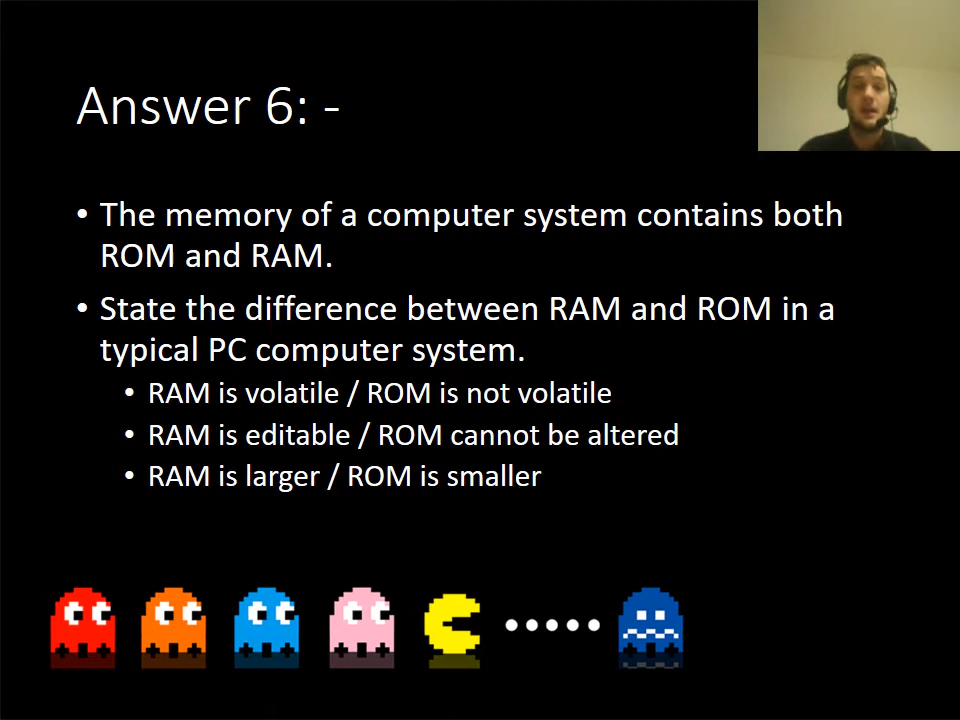 Answer 6: -
• The memory of a computer system contains both
ROM and RAM.
• State the difference between RAM and ROM in a
typical PC computer system.
• RAM is volatile / ROM is not volatile
• RAM is editable / ROM cannot be altered
• RAM is larger / ROM is smaller